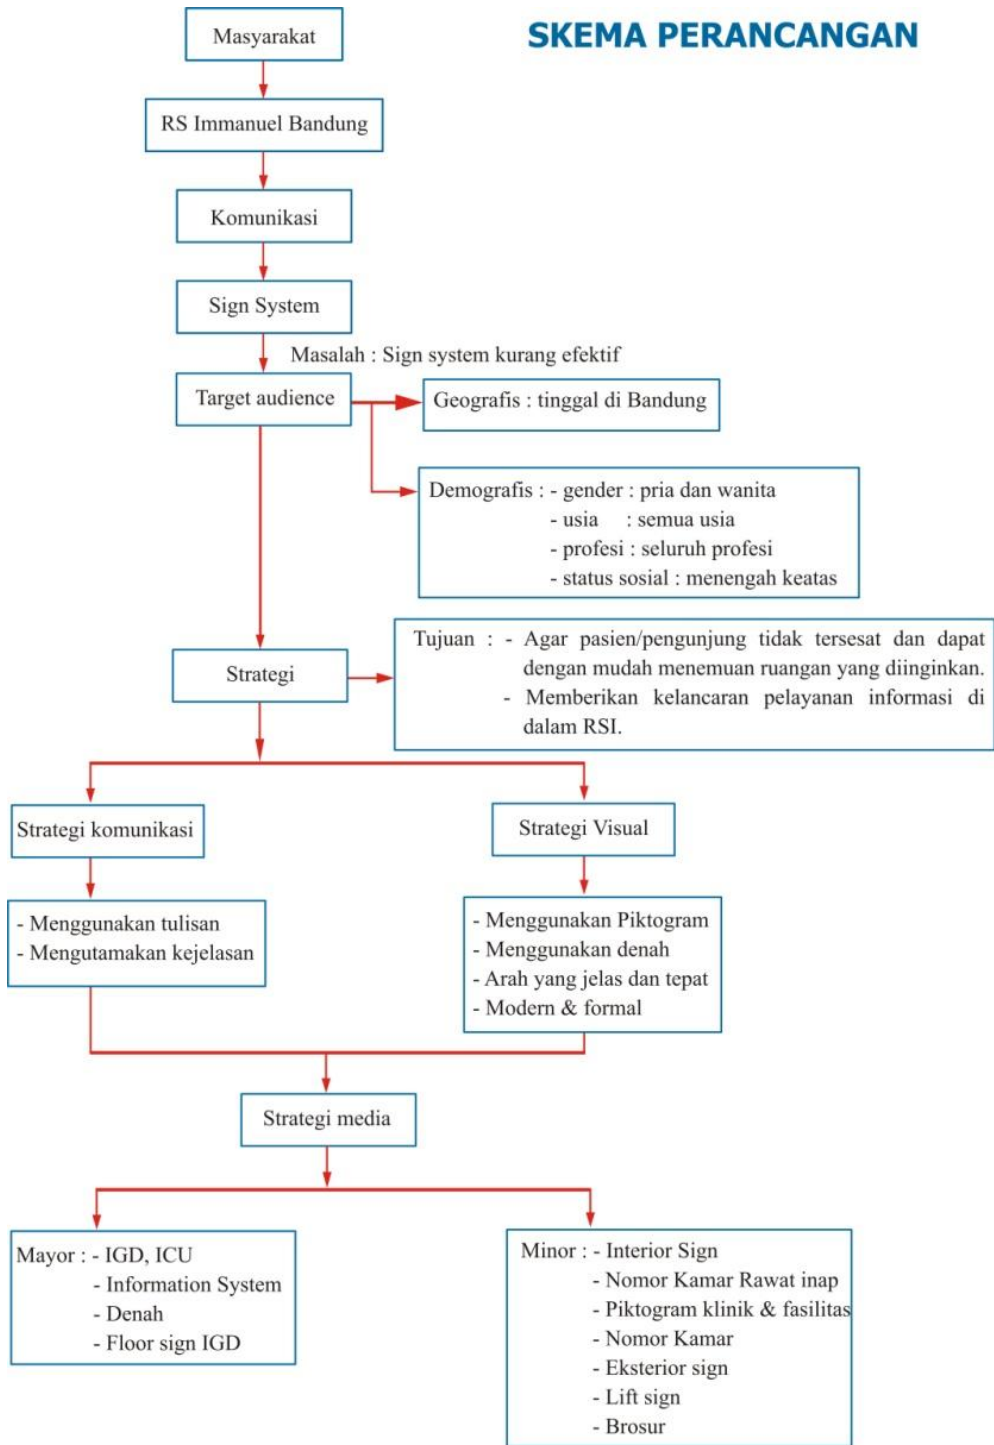 SKEMA PERANCANGAN
Masyarakat
RS Immanuel Bandung
Komunikasi
Sign System
Masalah : Sign system kurang efektif
Target audience
Geografis : tinggal di Bandung
Demografis : - gender : pria dan wanita
- usia : semua usia
- profesi : seluruh profesi
- status sosial : menengah keatas
Strategi
Tujuan : - Agar pasien/pengunjung tidak tersesat dan dapat
dengan mudah menemuan ruangan yang diinginkan.
- Memberikan kelancaran pelayanan informasi di
dalam RSI.
Strategi komunikasi
- Menggunakan tulisan
- Mengutamakan kejelasan
Strategi Visual
- Menggunakan Piktogram
- Menggunakan denah
- Arah yang jelas dan tepat
- Modern & formal
Strategi media
Mayor : - IGD, ICU
- Information System
- Denah
- Floor sign IGD
Minor : - Interior Sign
- Nomor Kamar Rawat inap
- Piktogram klinik & fasilitas
- Nomor Kamar
- Eksterior sign
- Lift sign
- Brosur